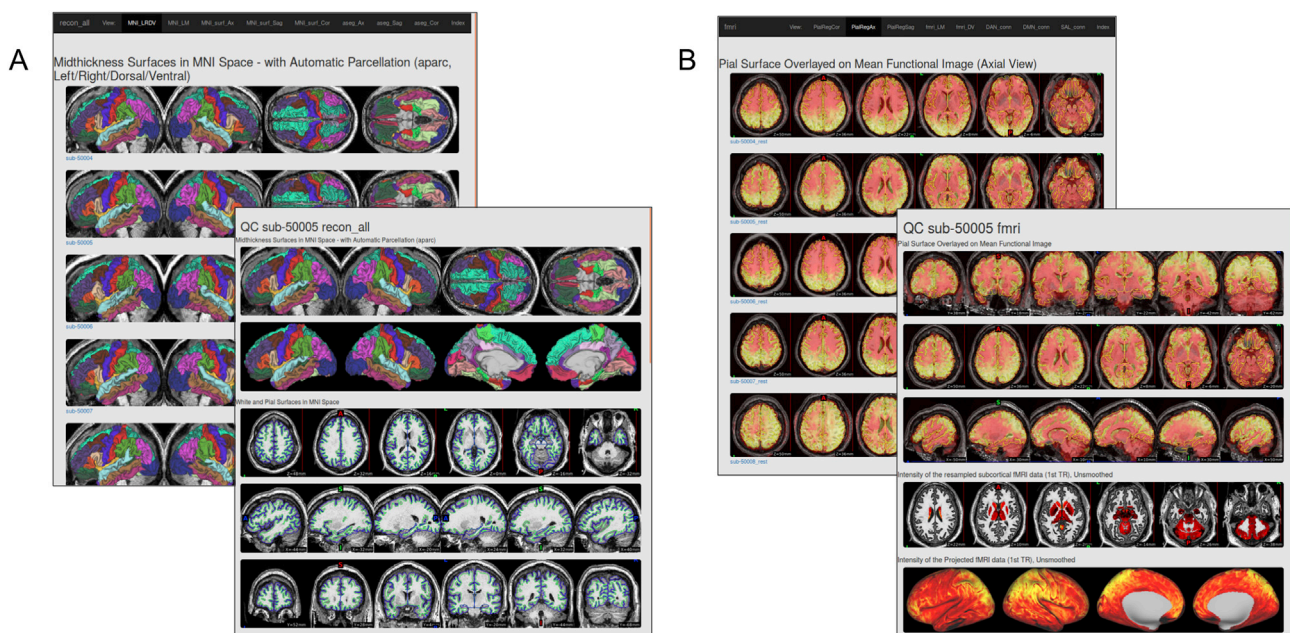 A
recon_all View: MNI_LRDV MNI_LM MNI_surf_Ax MNI_surf_Sag MNI_surf_Cor aseg_Ax aseg_Sag aseg_Cor Index
Midthickness Surfaces in MNI Space - with Automatic Parcellation (aparc,
Left/Right/Dorsal/Ventral)
sub-50004
sub-50005
sub-50006
sub-50007
QC sub-50005 recon_all
Midthickness Surfaces in MNI Space - with Automatic Parcellation (aparc)
White and Pial Surfaces in MNI Space
B
fmri View: PialRegCor PialRegAx PialRegSag fmri_LM fmri_DV DAN_conn DMN_conn SAL_conn Index
Pial Surface Overlayed on Mean Functional Image (Axial View)
sub-50004_rest
sub-50005_rest
sub-50006_rest
sub-50007_rest
sub-50008_rest
QC sub-50005 fmri
Pial Surface Overlayed on Mean Functional Image
Intensity of the resampled subcortical fMRI data (1st TR), Unsmoothed
Intensity of the Projected fMRI data (1st TR), Unsmoothed